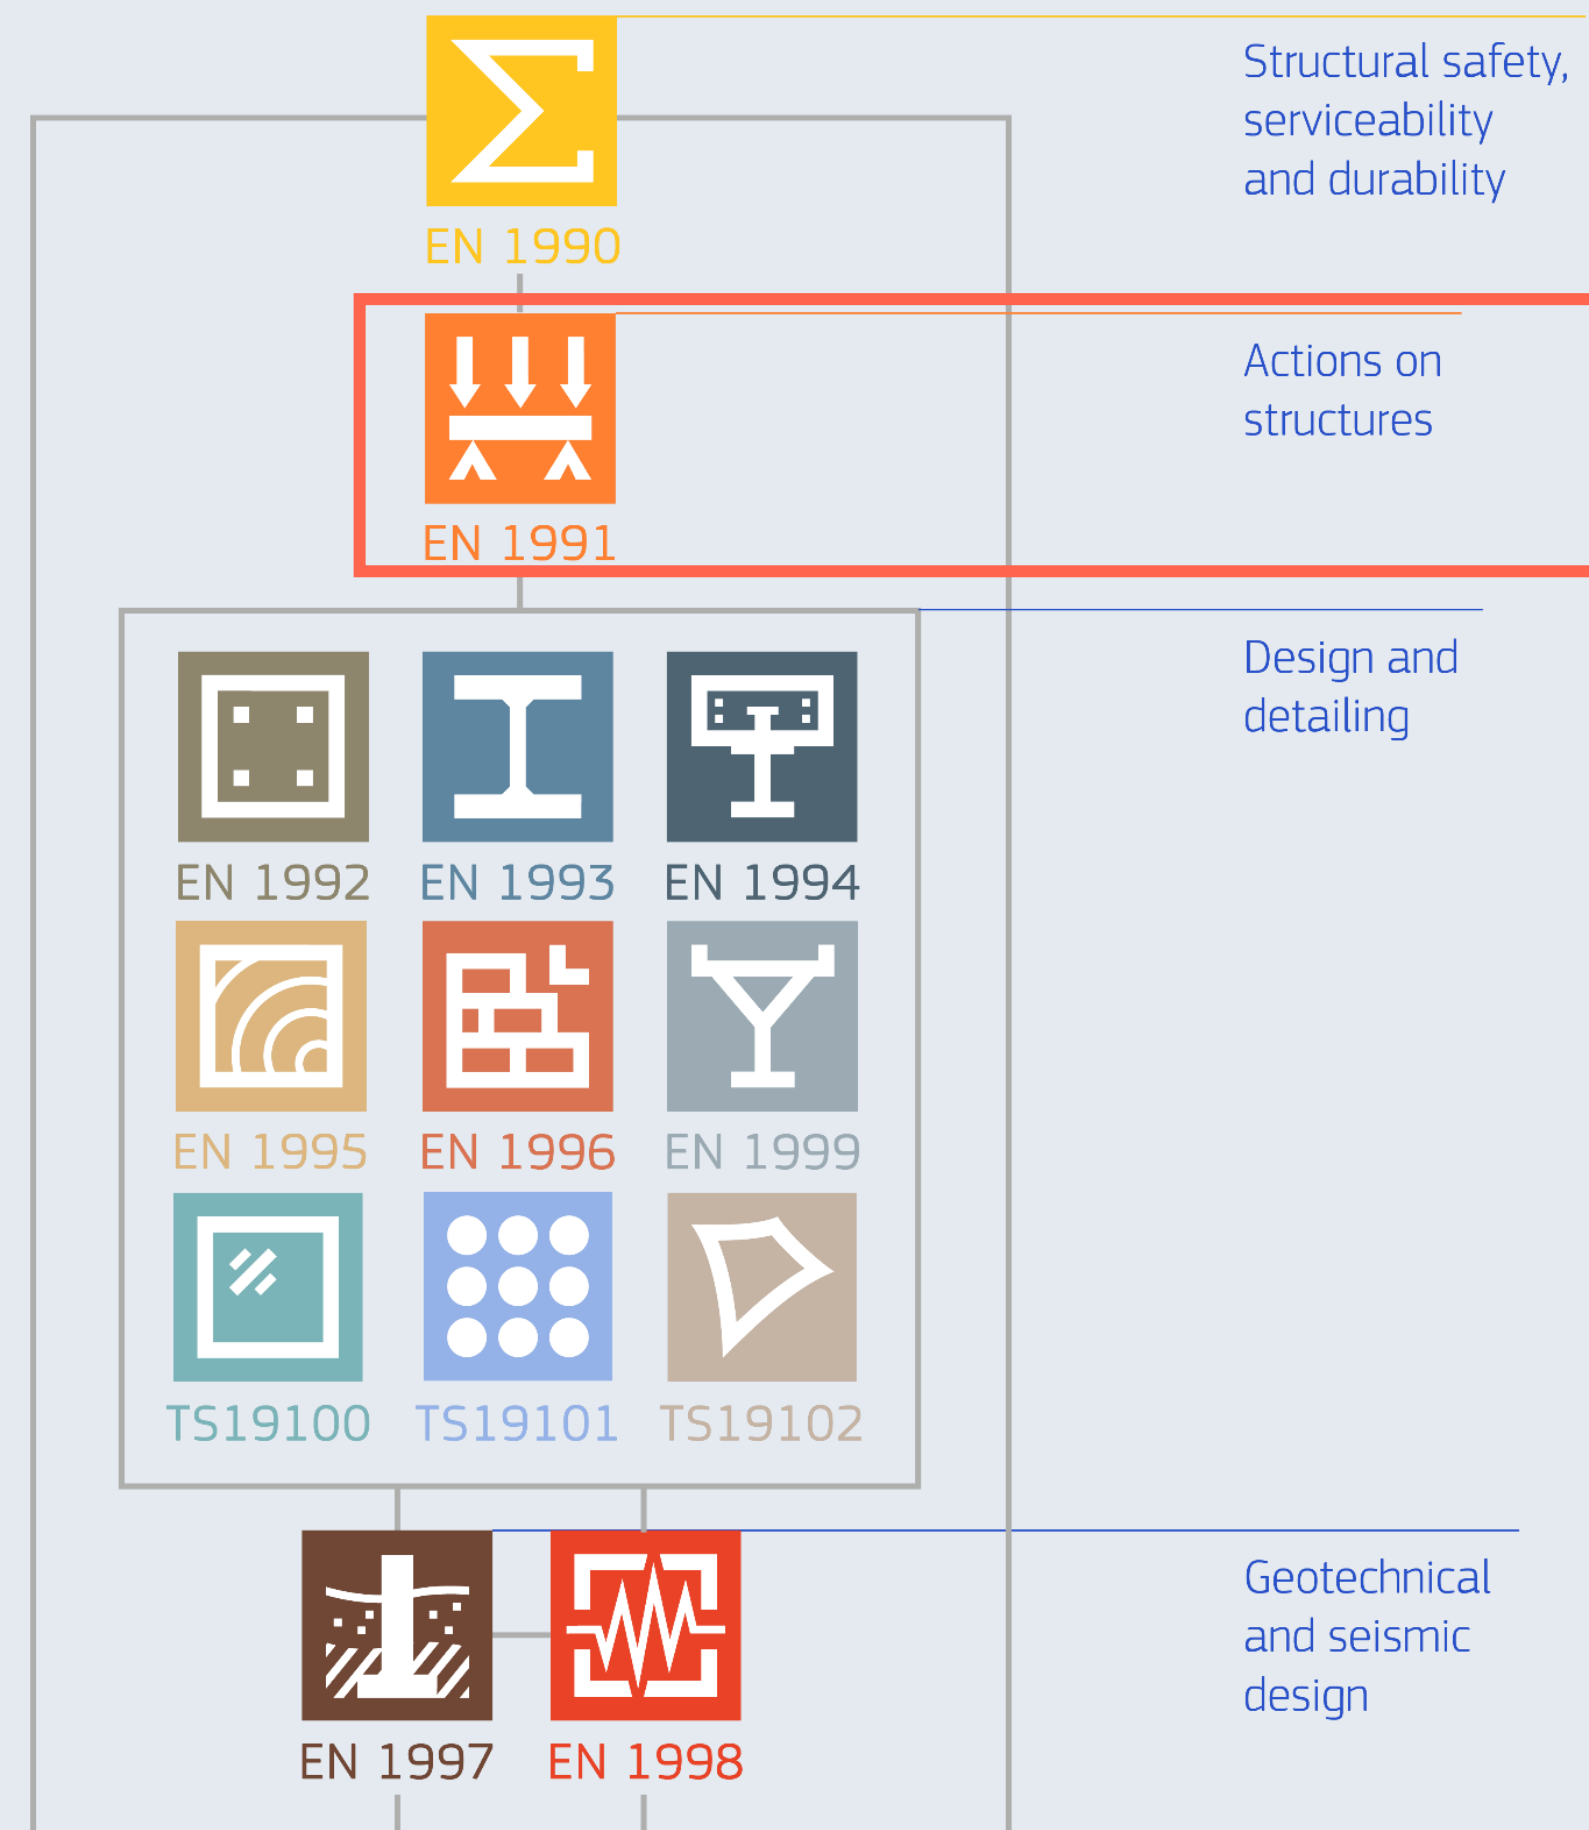 Structural safety,
serviceability
and durability
EN 1990
Actions on
structures
EN 1991
Design and
detailing
EN 1992 EN 1993 EN 1994
EN 1995 EN 1996 EN 1999
TS19100 TS19101 TS19102
Geotechnical
and seismic
design
EN 1997 EN 1998